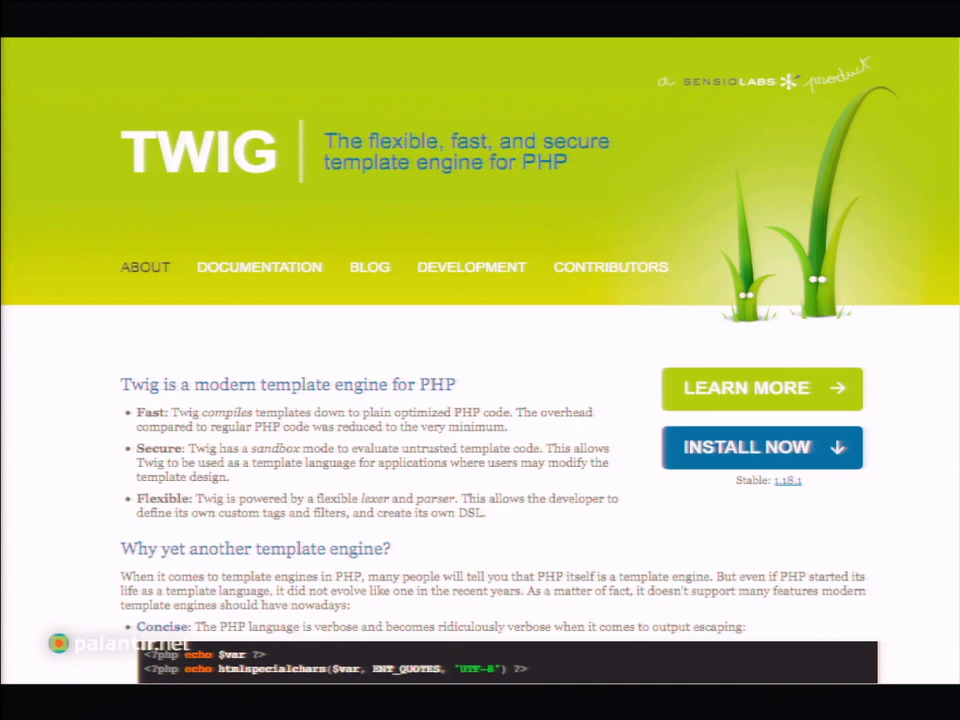 a SENSIOLABS product
TWIG
The flexible, fast, and secure
template engine for PHP
ABOUT DOCUMENTATION BLOG DEVELOPMENT CONTRIBUTORS
Twig is a modern template engine for PHP
• Fast: Twig compiles templates down to plain optimized PHP code. The overhead
compared to regular PHP code was reduced to the very minimum.
• Secure: Twig has a sandbox mode to evaluate untrusted template code. This allows
Twig to be used as a template language for applications where users may modify the
template design.
• Flexible: Twig is powered by a flexible lexer and parser. This allows the developer to
define its own custom tags and filters, and create its own DSL.
LEARN MORE →
INSTALL NOW ↓
Stable: 1.18.1
Why yet another template engine?
When it comes to template engines in PHP, many people will tell you that PHP itself is a template engine. But even if PHP started its
life as a template language, it did not evolve like one in the recent years. As a matter of fact, it doesn't support many features modern
template engines should have nowadays:
• Concise: The PHP language is verbose and becomes ridiculously verbose when it comes to output escaping:
palantir.net
<?php echo $var ?>
<?php echo htmlspecialchars($var, ENT_QUOTES, "UTF-8") ?>